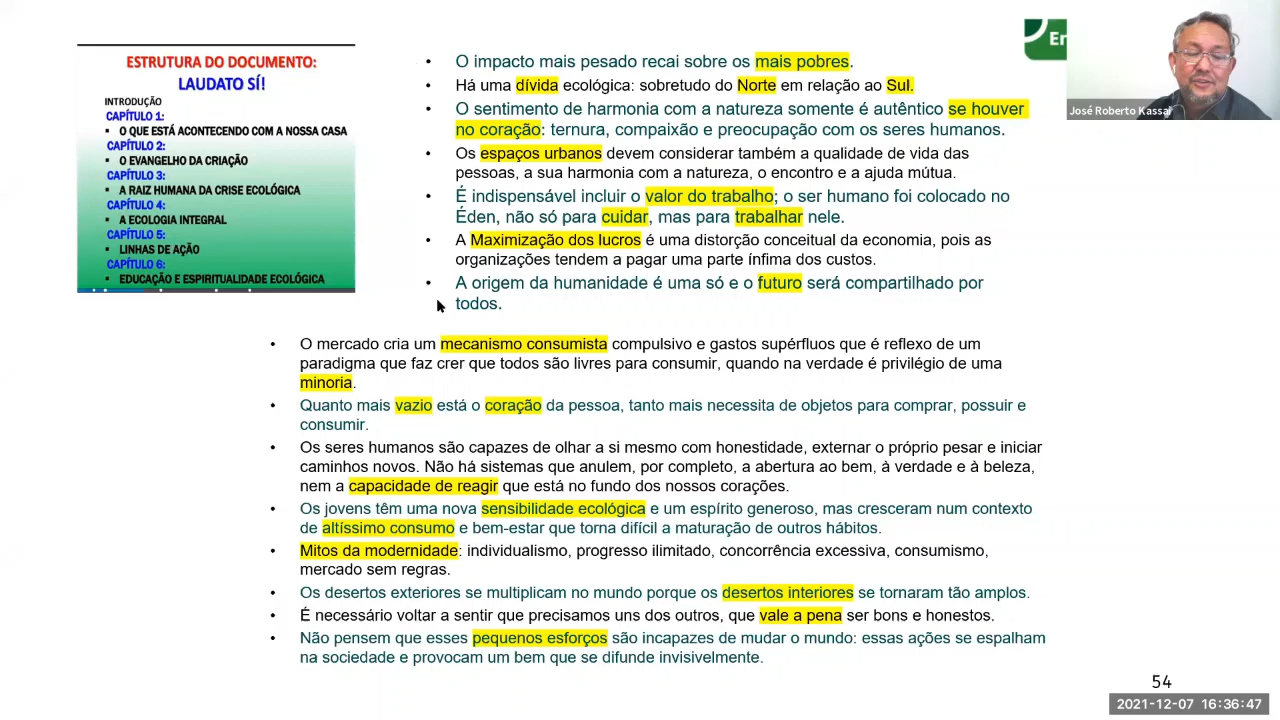 ESTRUTURA DO DOCUMENTO:
LAUDATO SÍ!
INTRODUÇÃO
CAPÍTULO 1:
▪ O QUE ESTÁ ACONTECENDO COM A NOSSA CASA
CAPÍTULO 2:
▪ O EVANGELHO DA CRIAÇÃO
CAPÍTULO 3:
▪ A RAIZ HUMANA DA CRISE ECOLÓGICA
CAPÍTULO 4:
▪ A ECOLOGIA INTEGRAL
CAPÍTULO 5:
▪ LINHAS DE AÇÃO
CAPÍTULO 6:
▪ EDUCAÇÃO E ESPIRITUALIDADE ECOLÓGICA
• O impacto mais pesado recai sobre os mais pobres.
• Há uma dívida ecológica: sobretudo do Norte em relação ao Sul.
• O sentimento de harmonia com a natureza somente é autêntico se houver
no coração: ternura, compaixão e preocupação com os seres humanos.
• Os espaços urbanos devem considerar também a qualidade de vida das
pessoas, a sua harmonia com a natureza, o encontro e a ajuda mútua.
• É indispensável incluir o valor do trabalho; o ser humano foi colocado no
Éden, não só para cuidar, mas para trabalhar nele.
• A Maximização dos lucros é uma distorção conceitual da economia, pois as
organizações tendem a pagar uma parte ínfima dos custos.
• A origem da humanidade é uma só e o futuro será compartilhado por
todos.
En
José Roberto Kassai
• O mercado cria um mecanismo consumista compulsivo e gastos supérfluos que é reflexo de um
paradigma que faz crer que todos são livres para consumir, quando na verdade é privilégio de uma
minoria.
• Quanto mais vazio está o coração da pessoa, tanto mais necessita de objetos para comprar, possuir e
consumir.
• Os seres humanos são capazes de olhar a si mesmo com honestidade, externar o próprio pesar e iniciar
caminhos novos. Não há sistemas que anulem, por completo, a abertura ao bem, à verdade e à beleza,
nem a capacidade de reagir que está no fundo dos nossos corações.
• Os jovens têm uma nova sensibilidade ecológica e um espírito generoso, mas cresceram num contexto
de altíssimo consumo e bem-estar que torna difícil a maturação de outros hábitos.
• Mitos da modernidade: individualismo, progresso ilimitado, concorrência excessiva, consumismo,
mercado sem regras.
• Os desertos exteriores se multiplicam no mundo porque os desertos interiores se tornaram tão amplos.
• É necessário voltar a sentir que precisamos uns dos outros, que vale a pena ser bons e honestos.
• Não pensem que esses pequenos esforços são incapazes de mudar o mundo: essas ações se espalham
na sociedade e provocam um bem que se difunde invisivelmente.
54
2021-12-07 16:36:47